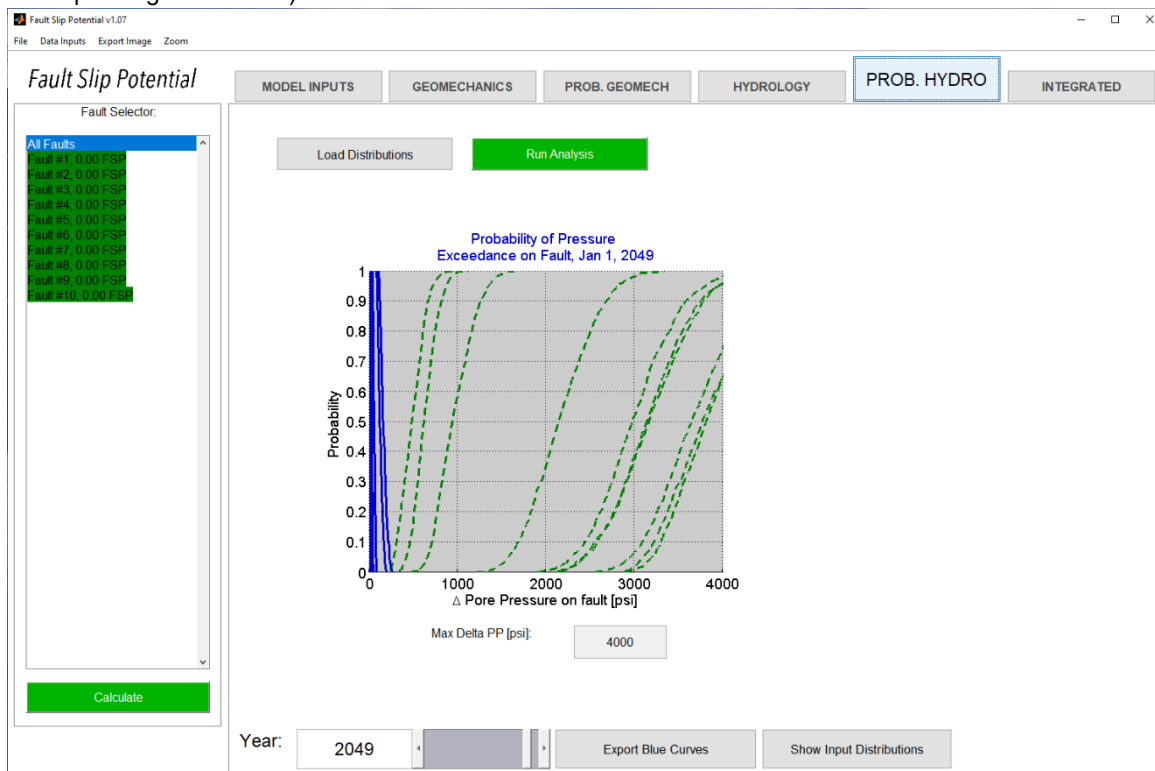 Fault Slip Potential v1.07
File Data Inputs Export Image Zoom
Fault Slip Potential
MODEL INPUTS GEOMECHANICS PROB. GEOMECH HYDROLOGY PROB. HYDRO INTEGRATED
Fault Selector:
All Faults
Fault #1, 0.00 FSP
Fault #2, 0.00 FSP
Fault #3, 0.00 FSP
Fault #4, 0.00 FSP
Fault #5, 0.00 FSP
Fault #6, 0.00 FSP
Fault #7, 0.00 FSP
Fault #8, 0.00 FSP
Fault #9, 0.00 FSP
Fault #10, 0.00 FSP
Calculate
Load Distributions Run Analysis
Probability of Pressure
Exceedance on Fault, Jan 1, 2049
1
0.9
0.8
0.7
0.6
0.5
0.4
0.3
0.2
0.1
0
Probability
0 1000 2000 3000 4000
Δ Pore Pressure on fault [psi]
Max Delta PP [psi]: 4000
Year: 2049 Export Blue Curves Show Input Distributions